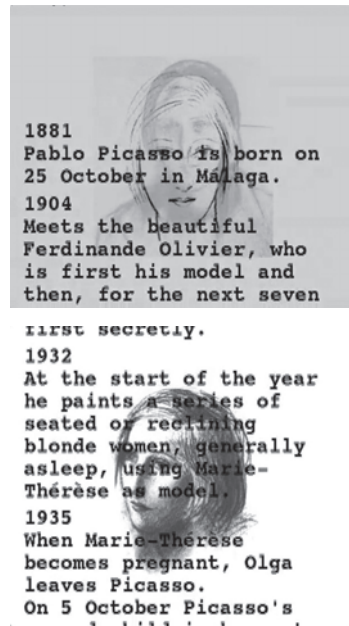 1881
Pablo Picasso is born on
25 October in Málaga.
1904
Meets the beautiful
Ferdinande Olivier, who
is first his model and
then, for the next seven
first secretly.
1932
At the start of the year
he paints a series of
seated or reclining
blonde women, generally
asleep, using Marie-
Thérèse as model.
1935
When Marie-Thérèse
becomes pregnant, Olga
leaves Picasso.
On 5 October Picasso's